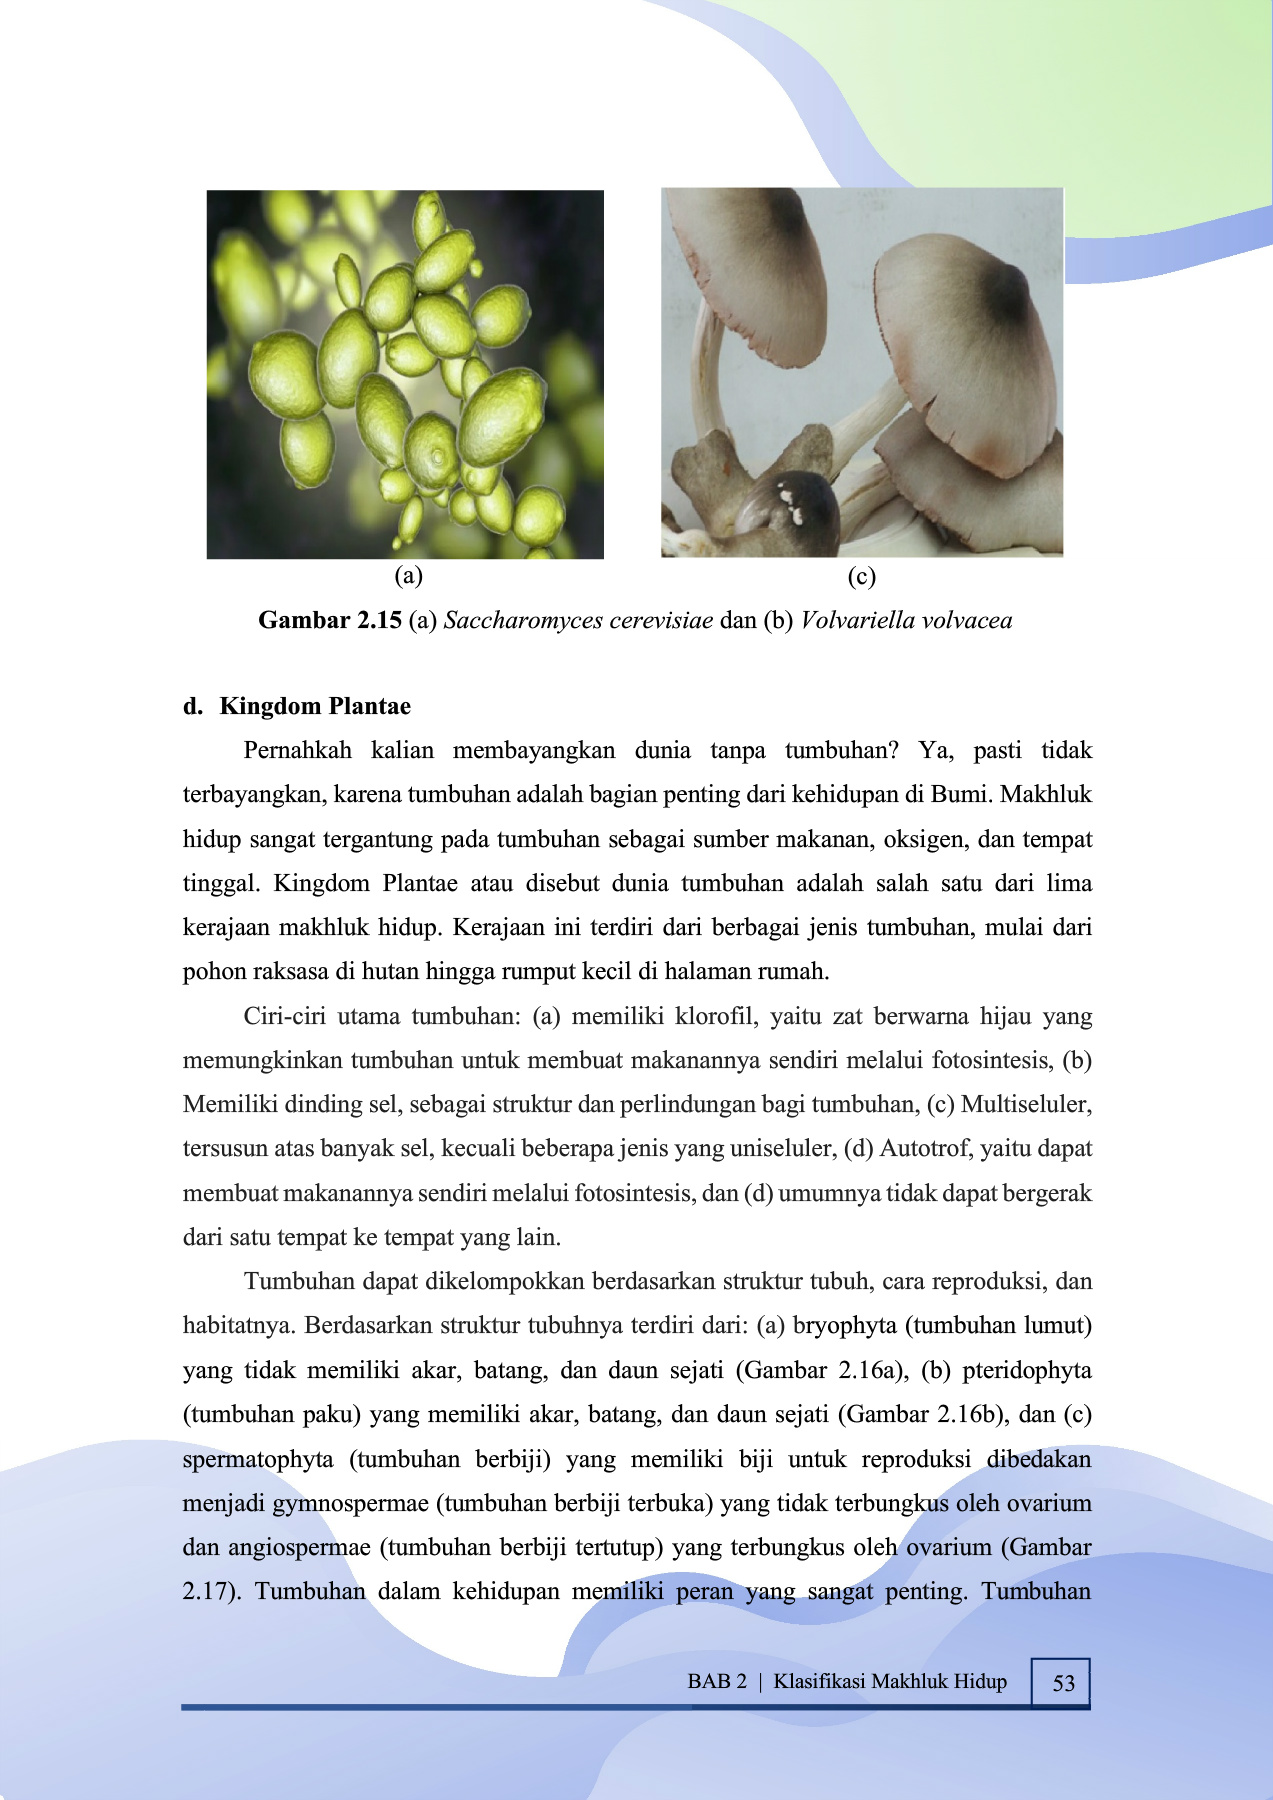 (a)
(c)
Gambar 2.15 (a) Saccharomyces cerevisiae dan (b) Volvariella volvacea
d. Kingdom Plantae
Pernahkah kalian membayangkan dunia tanpa tumbuhan? Ya, pasti tidak
terbayangkan, karena tumbuhan adalah bagian penting dari kehidupan di Bumi. Makhluk
hidup sangat tergantung pada tumbuhan sebagai sumber makanan, oksigen, dan tempat
tinggal. Kingdom Plantae atau disebut dunia tumbuhan adalah salah satu dari lima
kerajaan makhluk hidup. Kerajaan ini terdiri dari berbagai jenis tumbuhan, mulai dari
pohon raksasa di hutan hingga rumput kecil di halaman rumah.
Ciri-ciri utama tumbuhan: (a) memiliki klorofil, yaitu zat berwarna hijau yang
memungkinkan tumbuhan untuk membuat makanannya sendiri melalui fotosintesis, (b)
Memiliki dinding sel, sebagai struktur dan perlindungan bagi tumbuhan, (c) Multiseluler,
tersusun atas banyak sel, kecuali beberapa jenis yang uniseluler, (d) Autotrof, yaitu dapat
membuat makanannya sendiri melalui fotosintesis, dan (d) umumnya tidak dapat bergerak
dari satu tempat ke tempat yang lain.
Tumbuhan dapat dikelompokkan berdasarkan struktur tubuh, cara reproduksi, dan
habitatnya. Berdasarkan struktur tubuhnya terdiri dari: (a) bryophyta (tumbuhan lumut)
yang tidak memiliki akar, batang, dan daun sejati (Gambar 2.16a), (b) pteridophyta
(tumbuhan paku) yang memiliki akar, batang, dan daun sejati (Gambar 2.16b), dan (c)
spermatophyta (tumbuhan berbiji) yang memiliki biji untuk reproduksi dibedakan
menjadi gymnospermae (tumbuhan berbiji terbuka) yang tidak terbungkus oleh ovarium
dan angiospermae (tumbuhan berbiji tertutup) yang terbungkus oleh ovarium (Gambar
2.17). Tumbuhan dalam kehidupan memiliki peran yang sangat penting. Tumbuhan
BAB 2 | Klasifikasi Makhluk Hidup 53